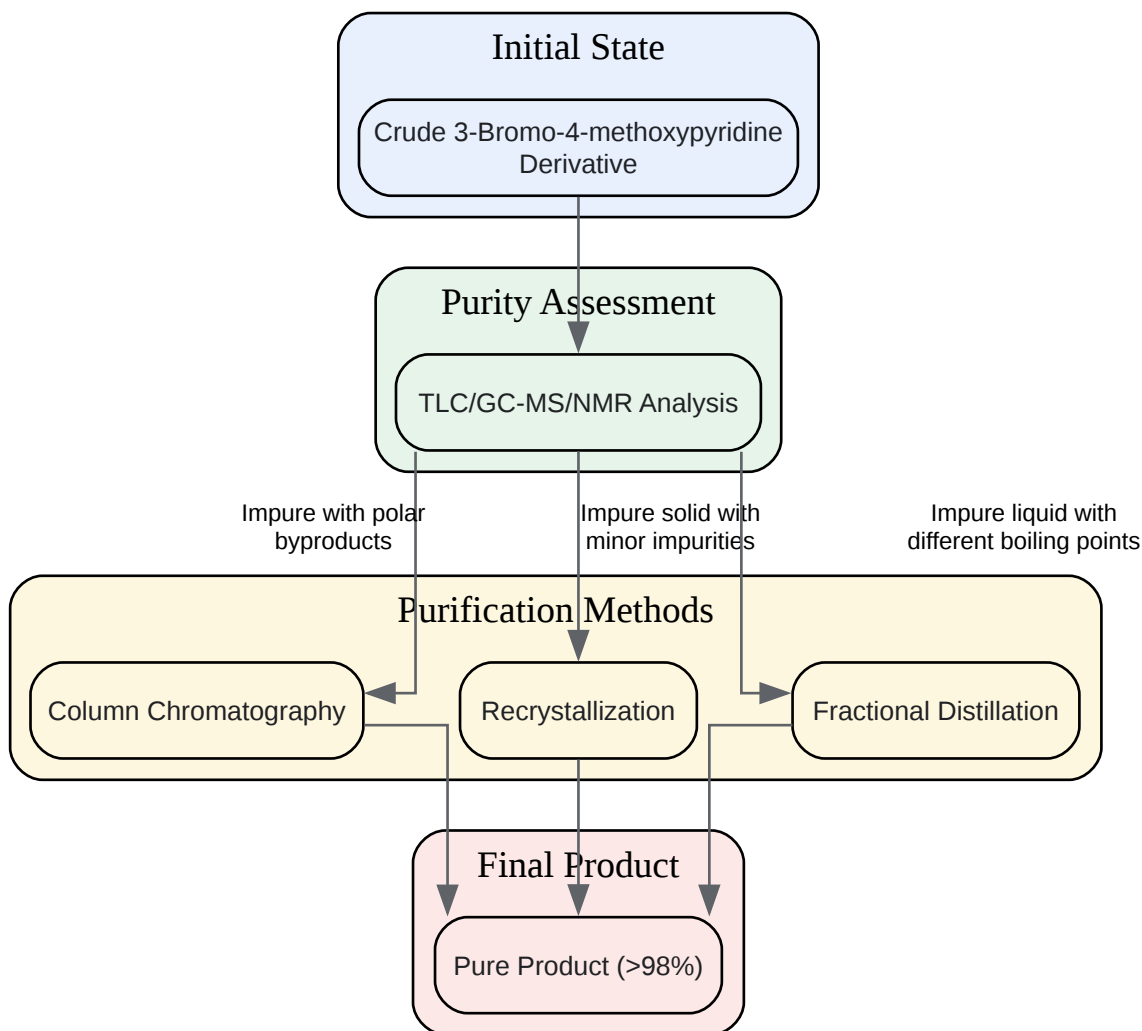 Initial State
Crude 3-Bromo-4-methoxypyridine
Derivative
Purity Assessment
TLC/GC-MS/NMR Analysis
Impure with polar
byproducts
Impure solid with
minor impurities
Impure liquid with
different boiling points
Purification Methods
Column Chromatography
Recrystallization
Fractional Distillation
Final Product
Pure Product (>98%)